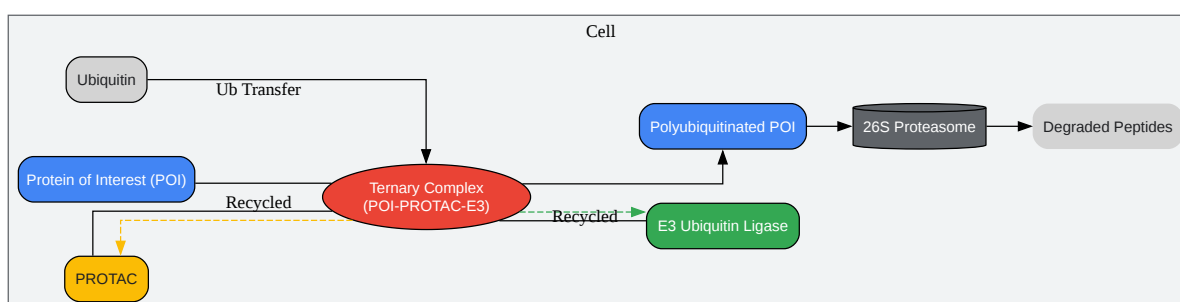 Cell
Ubiquitin
Ub Transfer
Polyubiquitinated POI
26S Proteasome
Degraded Peptides
Protein of Interest (POI)
Ternary Complex
(POI-PROTAC-E3)
Recycled
Recycled
E3 Ubiquitin Ligase
PROTAC